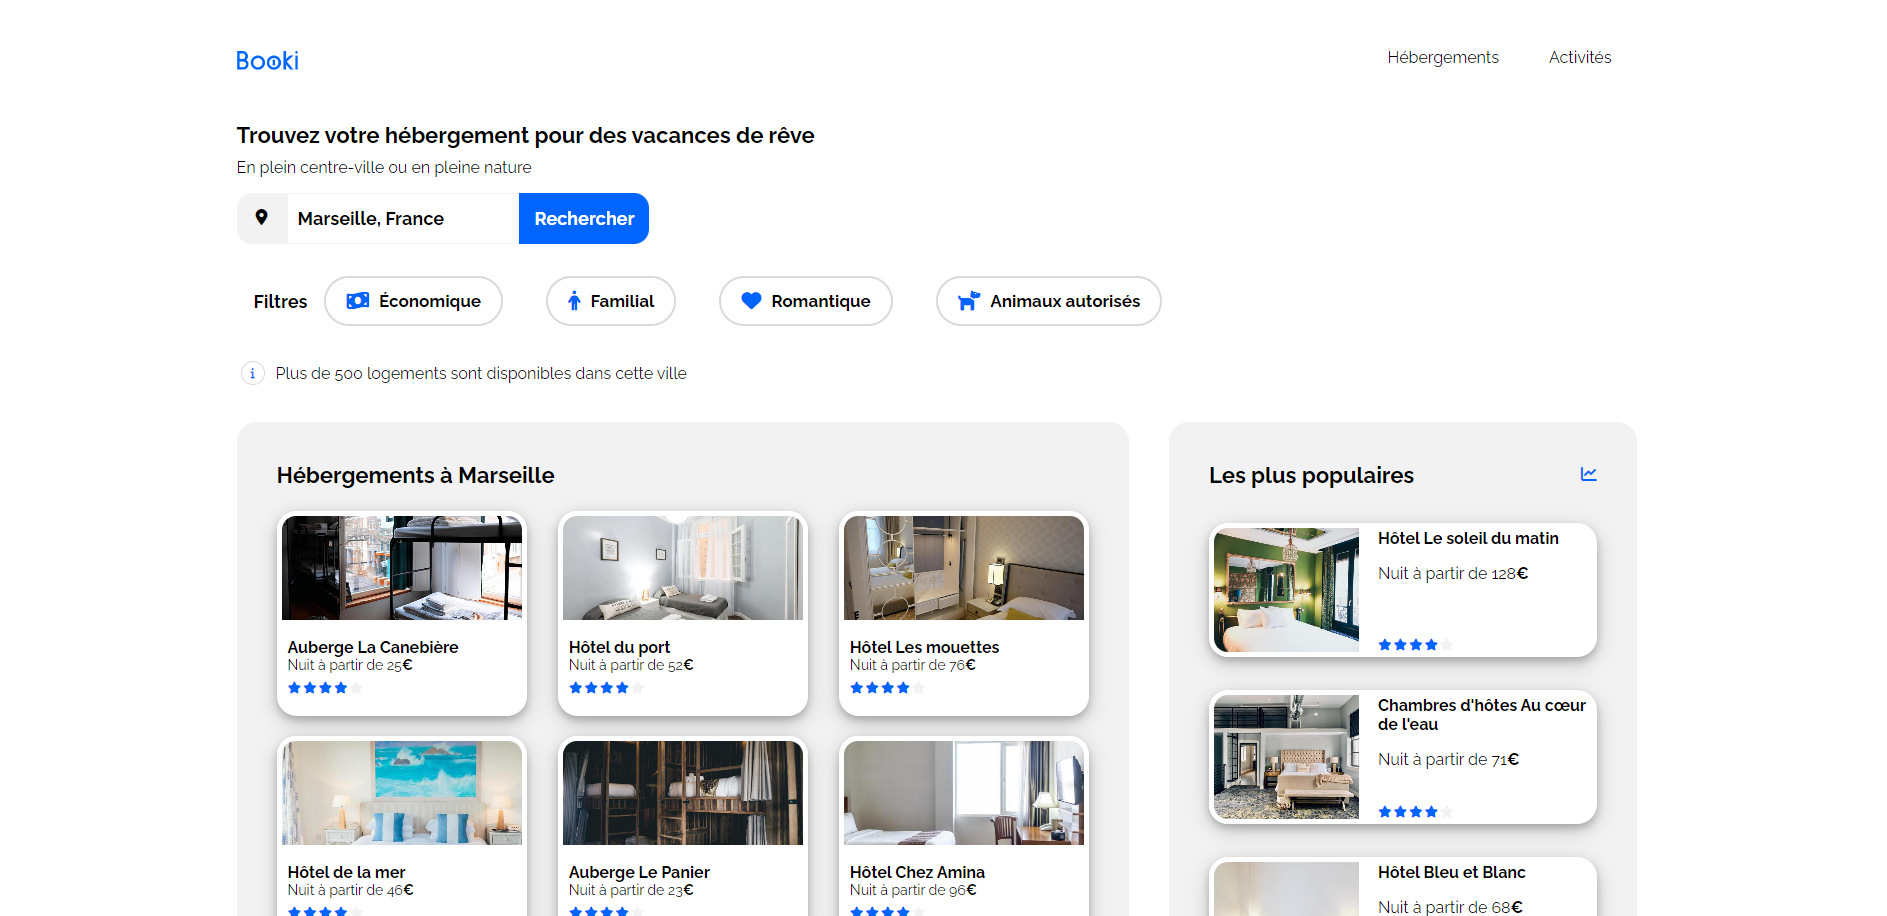 Booki
Hébergements
Activités
Trouvez votre hébergement pour des vacances de rêve
En plein centre-ville ou en pleine nature
Marseille, France
Rechercher
Filtres
Économique
Familial
Romantique
Animaux autorisés
i
Plus de 500 logements sont disponibles dans cette ville
Hébergements à Marseille
Auberge La Canebière
Nuit à partir de 25€
Hôtel du port
Nuit à partir de 52€
Hôtel Les mouettes
Nuit à partir de 76€
Hôtel de la mer
Nuit à partir de 46€
Auberge Le Panier
Nuit à partir de 23€
Hôtel Chez Amina
Nuit à partir de 96€
Les plus populaires
Hôtel Le soleil du matin
Nuit à partir de 128€
Chambres d'hôtes Au cœur
de l'eau
Nuit à partir de 71€
Hôtel Bleu et Blanc
Nuit à partir de 68€